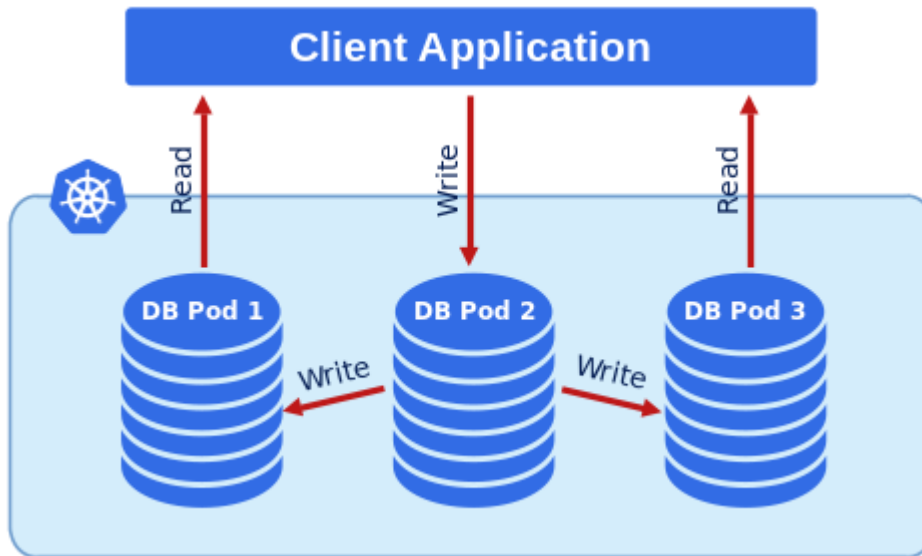 Client Application
Read
Write
Read
DB Pod 1
DB Pod 2
DB Pod 3
Write
Write